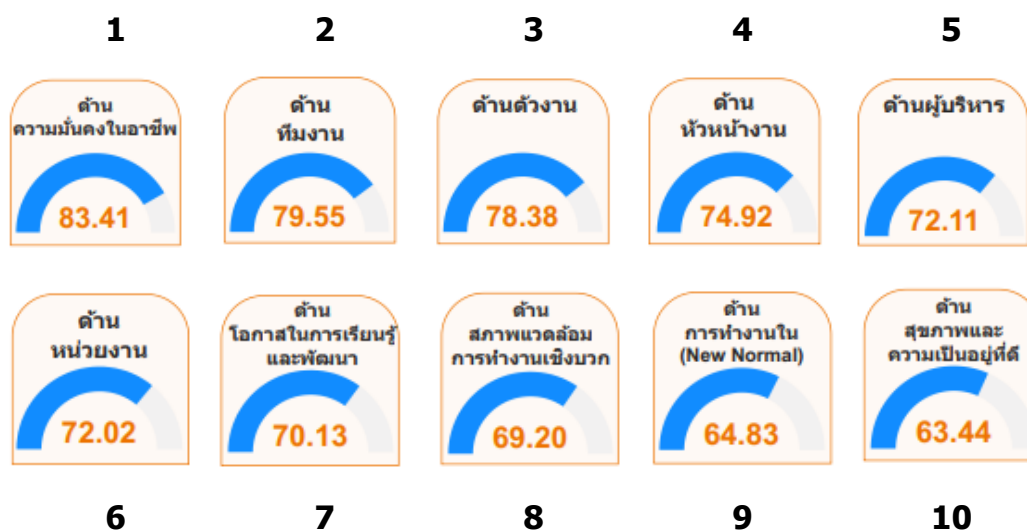 1
2
3
4
5
ด้าน
ความมั่นคงในอาชีพ
83.41
ด้าน
ทีมงาน
79.55
ด้านตัวงาน
78.38
ด้าน
หัวหน้างาน
74.92
ด้านผู้บริหาร
72.11
ด้าน
หน่วยงาน
72.02
ด้าน
โอกาสในการเรียนรู้
และพัฒนา
70.13
ด้าน
สภาพแวดล้อม
การทำงานเชิงบวก
69.20
ด้าน
การทำงานใน
(New Normal)
64.83
ด้าน
สุขภาพและ
ความเป็นอยู่ที่ดี
63.44
6
7
8
9
10